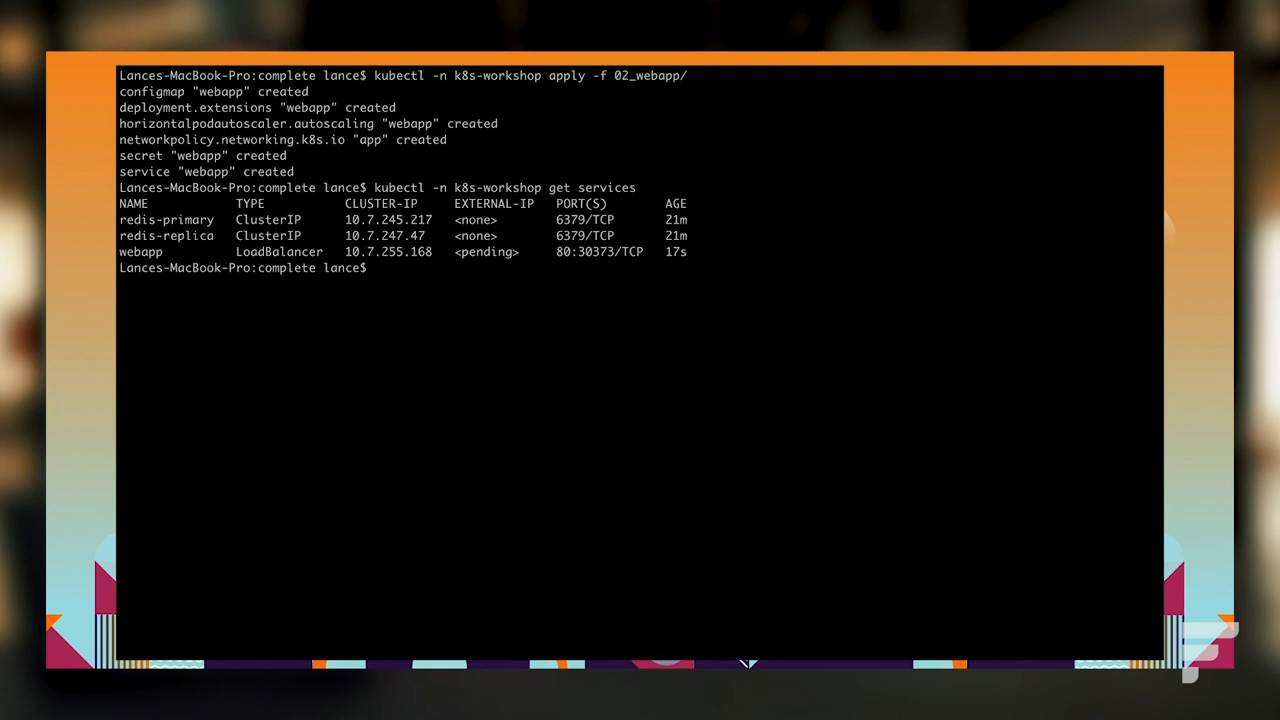 Lances-MacBook-Pro:complete lance$ kubectl -n k8s-workshop apply -f 02_webapp/
configmap "webapp" created
deployment.extensions "webapp" created
horizontalpodautoscaler.autoscaling "webapp" created
networkpolicy.networking.k8s.io "app" created
secret "webapp" created
service "webapp" created
Lances-MacBook-Pro:complete lance$ kubectl -n k8s-workshop get services
NAME TYPE CLUSTER-IP EXTERNAL-IP PORT(S) AGE
redis-primary ClusterIP 10.7.245.217 <none> 6379/TCP 21m
redis-replica ClusterIP 10.7.247.47 <none> 6379/TCP 21m
webapp LoadBalancer 10.7.255.168 <pending> 80:30373/TCP 17s
Lances-MacBook-Pro:complete lance$